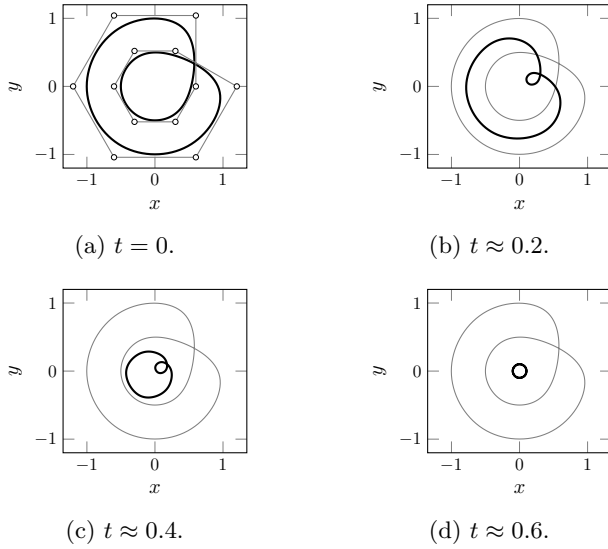 1
0
−1
y
−1 0 1
x
(a) t = 0.
1
0
−1
y
−1 0 1
x
(b) t ≈ 0.2.
1
0
−1
y
−1 0 1
x
(c) t ≈ 0.4.
1
0
−1
y
−1 0 1
x
(d) t ≈ 0.6.